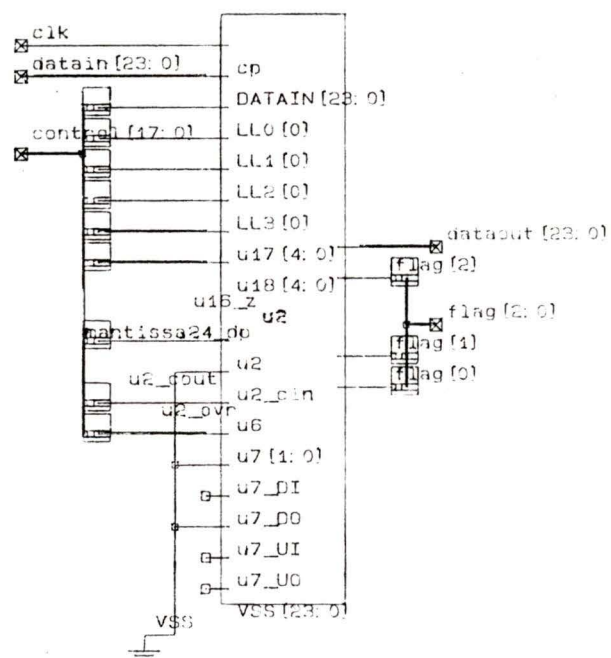 clk
datain [23: 0]
cp
DATAIN [23: 0]
control [17: 0]
LL0 [0]
LL1 [0]
LL2 [0]
LL3 [0]
dataout [23: 0]
u17 [4: 0]
flag [2]
u18 [4: 0]
u16_z
u2
flag [2: 0]
mantissa24_dp
flag [1]
u2
flag [0]
u2_cout
u2_cin
u2_ovr
u6
u7 [1: 0]
u7_DI
u7_DO
u7_UI
u7_UO
VSS [23: 0]
VSS